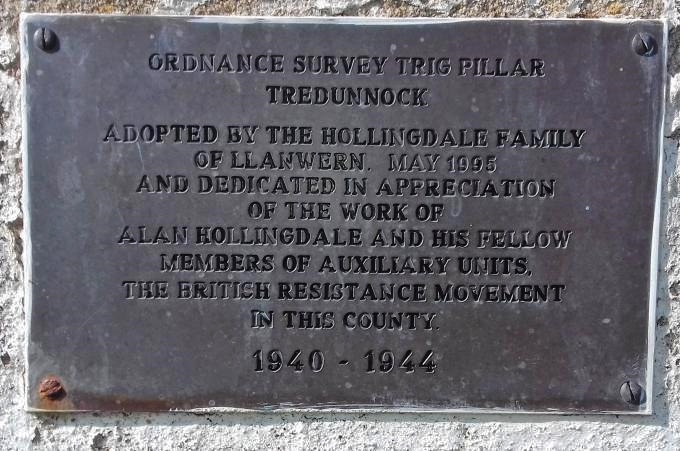 ORDNANCE SURVEY TRIG PILLAR
TREDUNNOCK
ADOPTED BY THE HOLLINGDALE FAMILY
OF LLANWERN. MAY 1995
AND DEDICATED IN APPRECIATION
OF THE WORK OF
ALAN HOLLINGDALE AND HIS FELLOW
MEMBERS OF AUXILIARY UNITS,
THE BRITISH RESISTANCE MOVEMENT
IN THIS COUNTY.
1940 - 1944